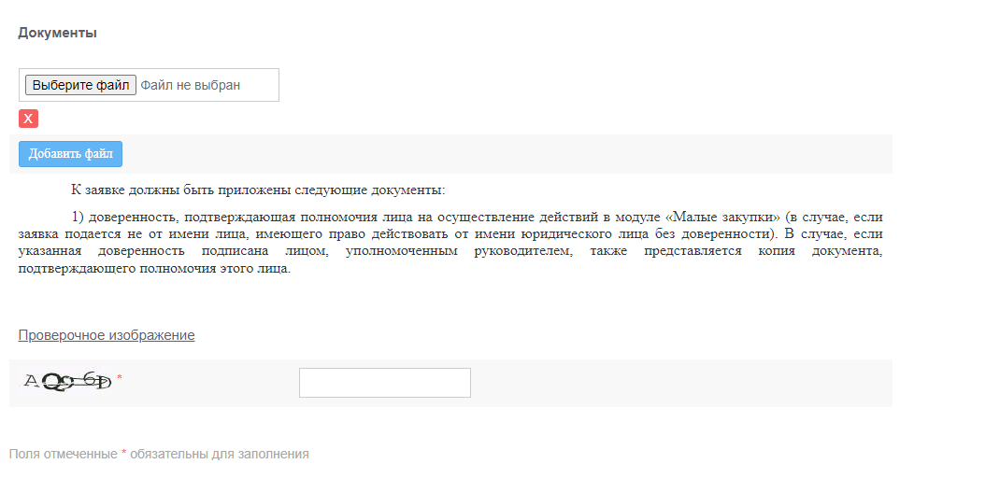 Документы
Выберите файл Файл не выбран
X
Добавить файл
К заявке должны быть приложены следующие документы:
1) доверенность, подтверждающая полномочия лица на осуществление действий в модуле «Малые закупки» (в случае, если
заявка подается не от имени лица, имеющего право действовать от имени юридического лица без доверенности). В случае, если
указанная доверенность подписана лицом, уполномоченным руководителем, также представляется копия документа,
подтверждающего полномочия этого лица.
Проверочное изображение
*
Поля отмеченные * обязательны для заполнения